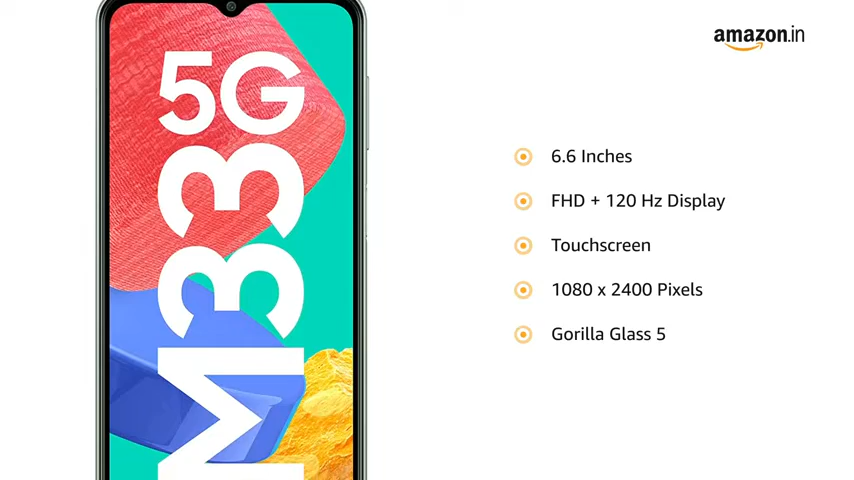 amazon.in
M33 5G
6.6 Inches
FHD + 120 Hz Display
Touchscreen
1080 x 2400 Pixels
Gorilla Glass 5